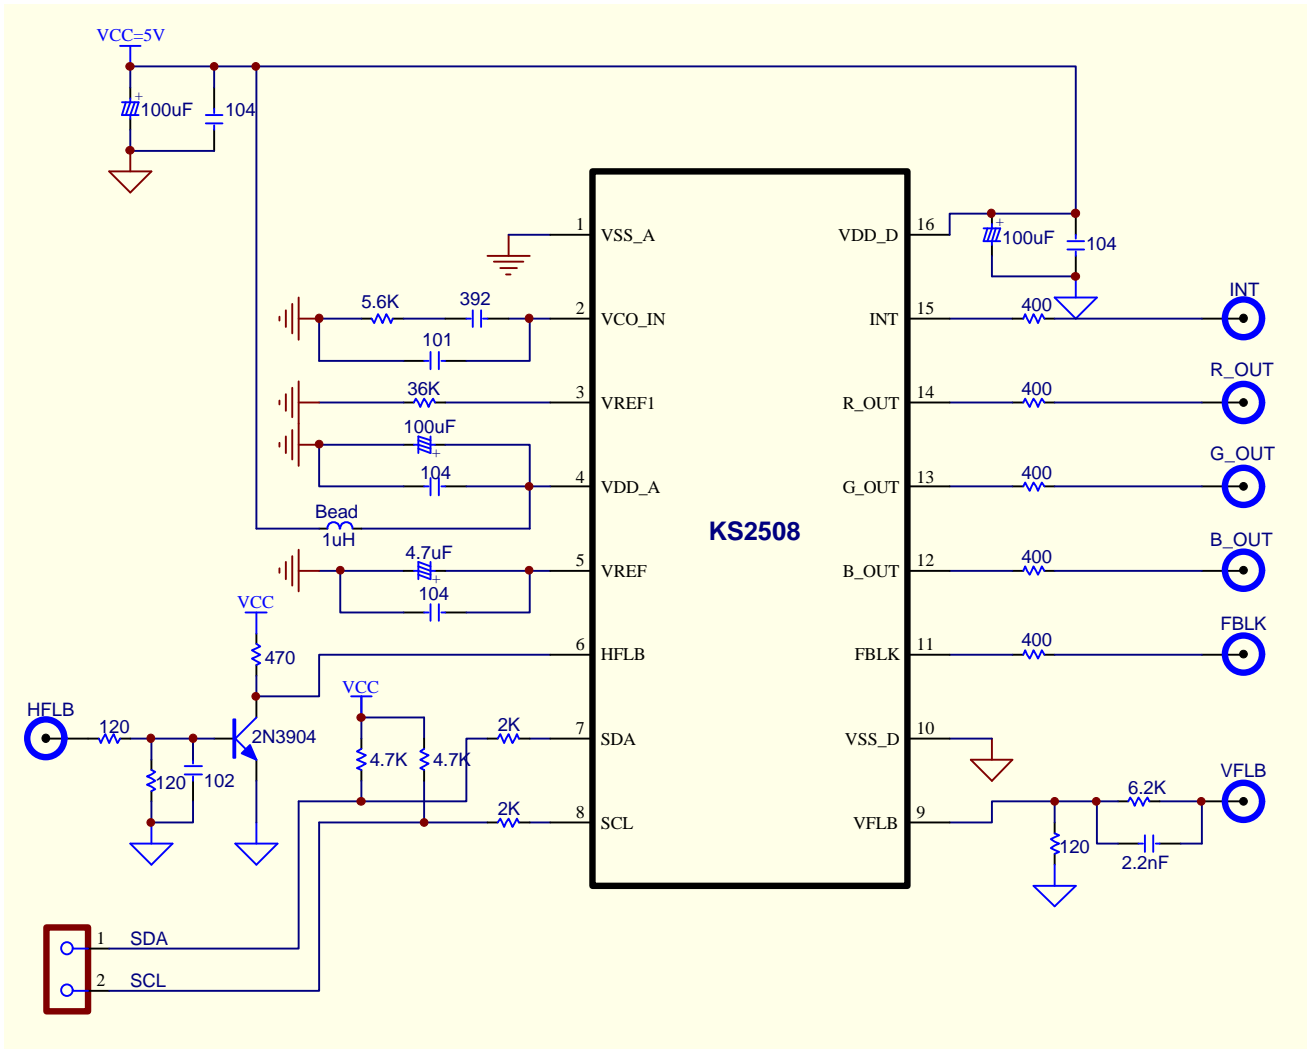 VCC=5V
+
100uF
104
1
VSS_A
VDD_D
16
+
100uF
104
5.6K
392
2
VCO_IN
INT
15
400
INT
101
36K
3
VREF1
R_OUT
14
400
R_OUT
100uF
+
104
4
VDD_A
G_OUT
13
400
G_OUT
Bead
1uH
KS2508
4.7uF
+
104
5
VREF
B_OUT
12
400
B_OUT
VCC
470
6
HFLB
FBLK
11
400
FBLK
VCC
HFLB
120
2N3904
120
102
4.7K
4.7K
2K
7
SDA
VSS_D
10
2K
8
SCL
VFLB
9
120
6.2K
2.2nF
VFLB
1
SDA
2
SCL